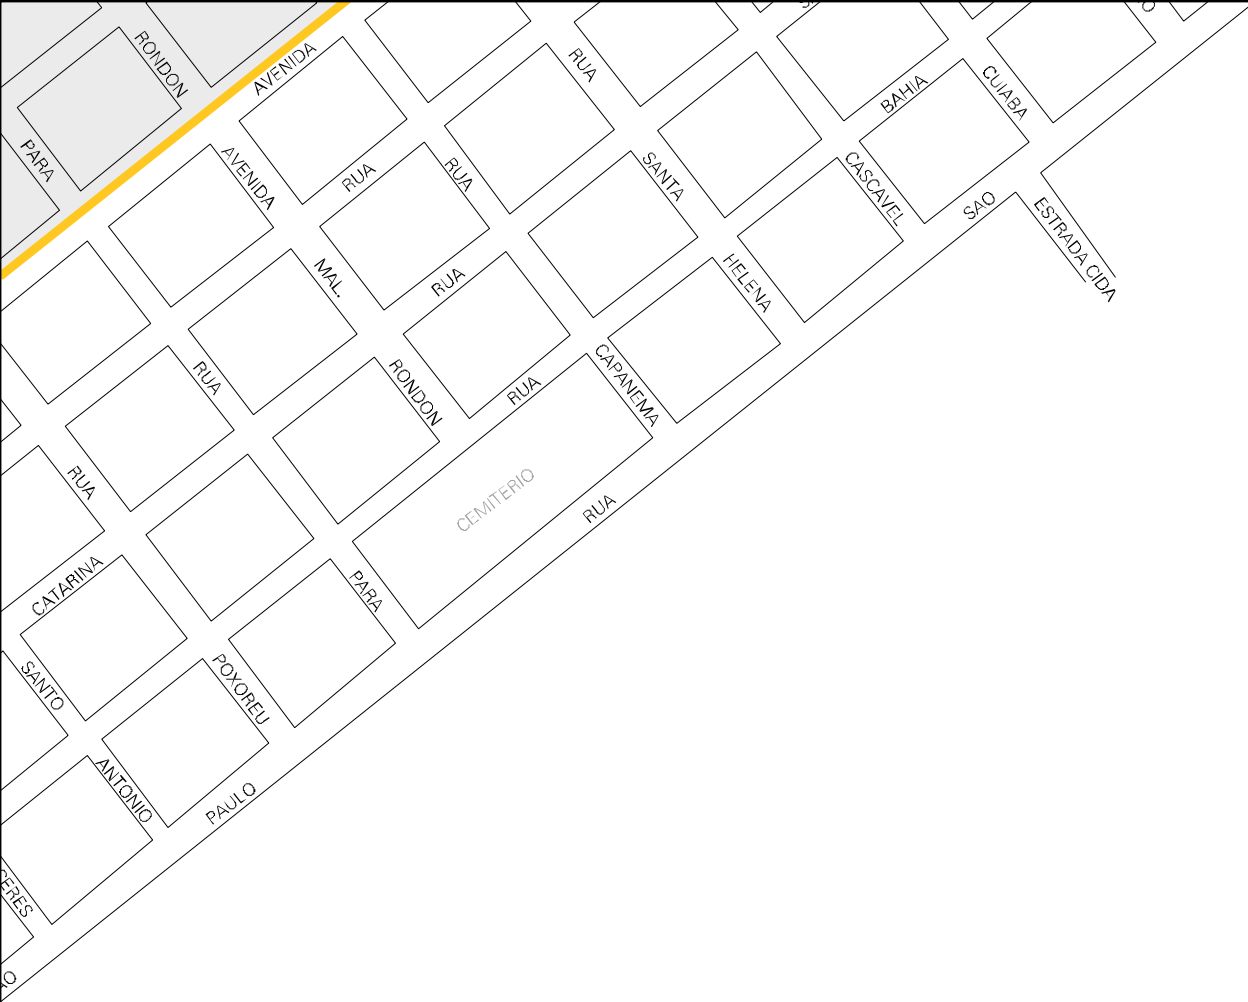 RONDON
AVENIDA
PARA
AVENIDA
RUA
RUA
RUA
BAHIA
CUIABA
SANTA
CASCAVEL
SAO
ESTRADA CIDA
MAL.
RUA
HELENA
RUA
RONDON
RUA
CAPANEMA
RUA
CEMITERIO
RUA
CATARINA
PARA
SANTO
POXOREU
ANTONIO
PAULO